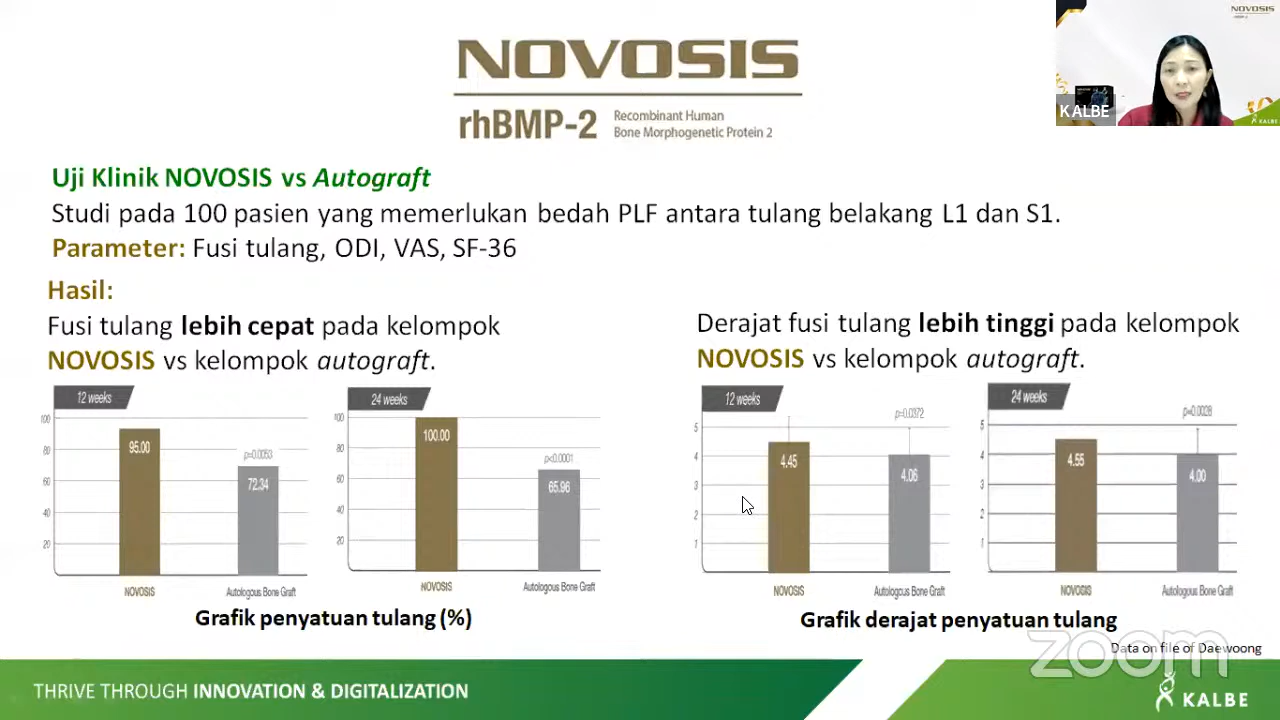 NOVOSIS
rhBMP-2
Recombinant Human
Bone Morphogenetic Protein 2
NOVOSIS
KALBE
KALBE
Uji Klinik NOVOSIS vs Autograft
Studi pada 100 pasien yang memerlukan bedah PLF antara tulang belakang L1 dan S1.
Parameter: Fusi tulang, ODI, VAS, SF-36
Hasil:
Fusi tulang lebih cepat pada kelompok
NOVOSIS vs kelompok autograft.
12 weeks
100
80
60
40
20
95.00
p=0.0053
72.34
NOVOSIS
Autologous Bone Graft
24 weeks
100
80
60
40
20
100.00
p<0.0001
65.96
NOVOSIS
Autologous Bone Graft
Grafik penyatuan tulang (%)
Derajat fusi tulang lebih tinggi pada kelompok
NOVOSIS vs kelompok autograft.
12 weeks
5
4
3
2
1
4.45
p=0.0372
4.06
NOVOSIS
Autologous Bone Graft
24 weeks
5
4
3
2
1
4.55
p=0.0028
4.00
NOVOSIS
Autologous Bone Graft
Grafik derajat penyatuan tulang
zoom
Data on file of Daewoong
THRIVE THROUGH INNOVATION & DIGITALIZATION
KALBE